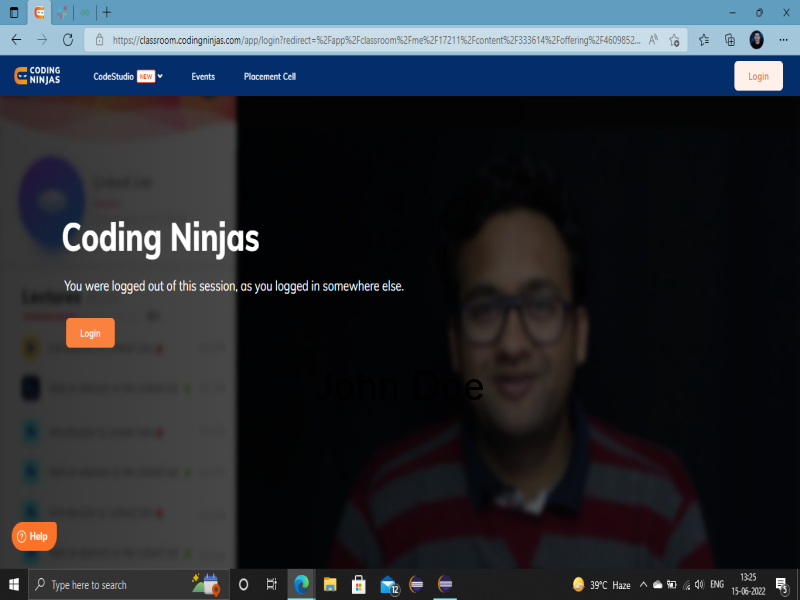 https://classroom.codingninjas.com/app/login?redirect=%2Fapp%2Fclassroom%2Fme%2F17211%2Fcontent%2F333614%2Foffering%2F4609852...
CODING
NINJAS
CodeStudio NEW Events Placement Cell Login
Coding Ninjas
You were logged out of this session, as you logged in somewhere else.
Lectures
Login
John Doe
Help
Type here to search
12
39°C Haze
ENG
13:25
15-06-2022
5